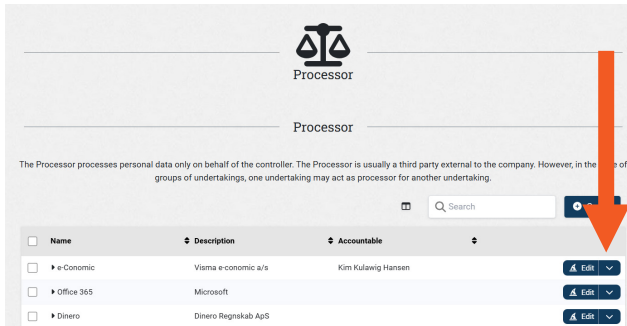 Processor
Processor
The Processor processes personal data only on behalf of the controller. The Processor is usually a third party external to the company. However, in the of
groups of undertakings, one undertaking may act as processor for another undertaking.
Search
Name Description Accountable
e-Conomic Visma e-conomic a/s Kim Kulawig Hansen Edit
Office 365 Microsoft Edit
Dinero Dinero Regnskab ApS Edit